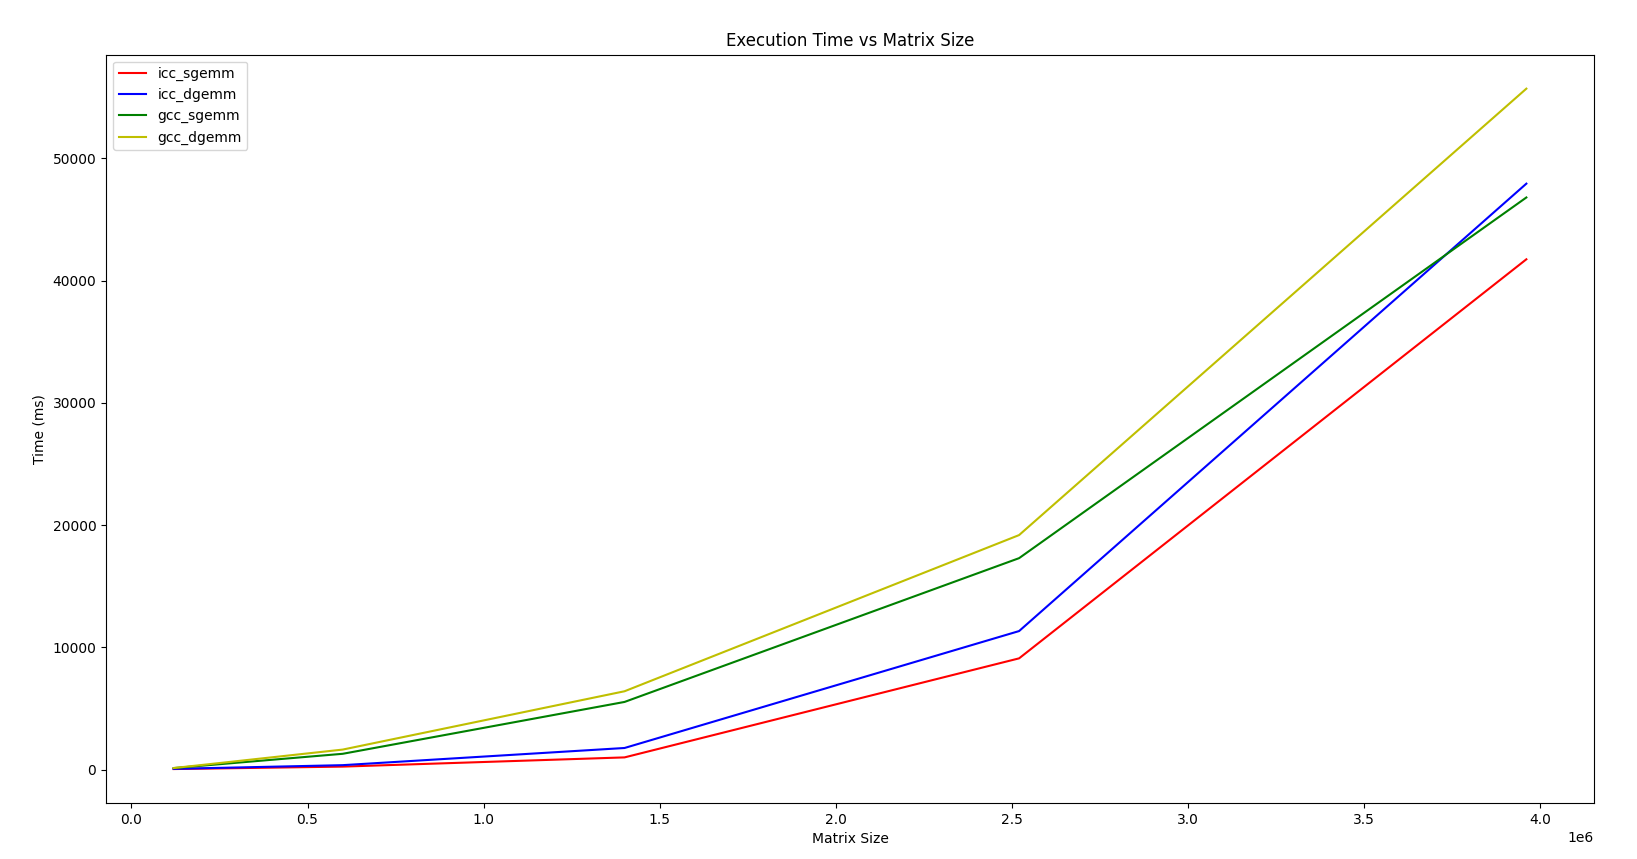 Execution Time vs Matrix Size
icc_sgemm
icc_dgemm
gcc_sgemm
gcc_dgemm
50000
40000
30000
20000
10000
0
Time (ms)
0.0 0.5 1.0 1.5 2.0 2.5 3.0 3.5 4.0
1e6
Matrix Size